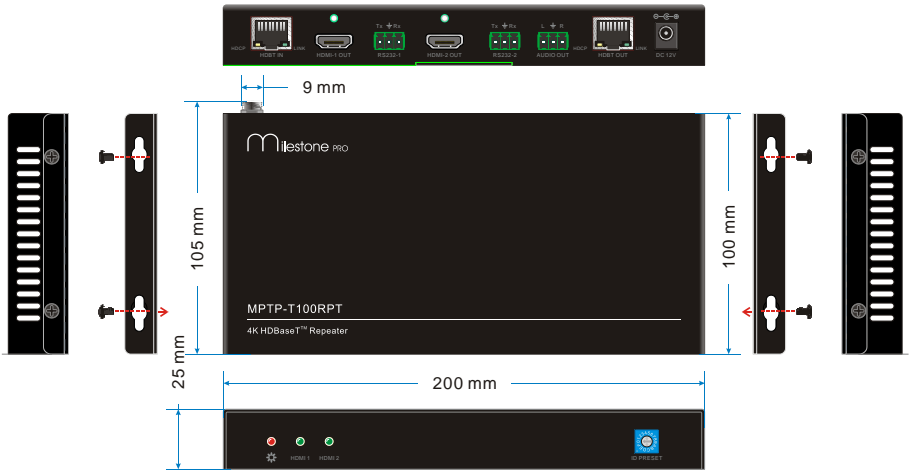 Tx Rx Tx Rx L R
HDCP LINK HDCP LINK
HDBT IN HDMI-1 OUT RS232-1 HDMI-2 OUT RS232-2 AUDIO OUT HDBT OUT DC 12V
9 mm
Milestone PRO
105 mm
100 mm
MPTP-T100RPT
4K HDBaseT™ Repeater
25 mm
200 mm
HDMI 1 HDMI 2 ID PRESET